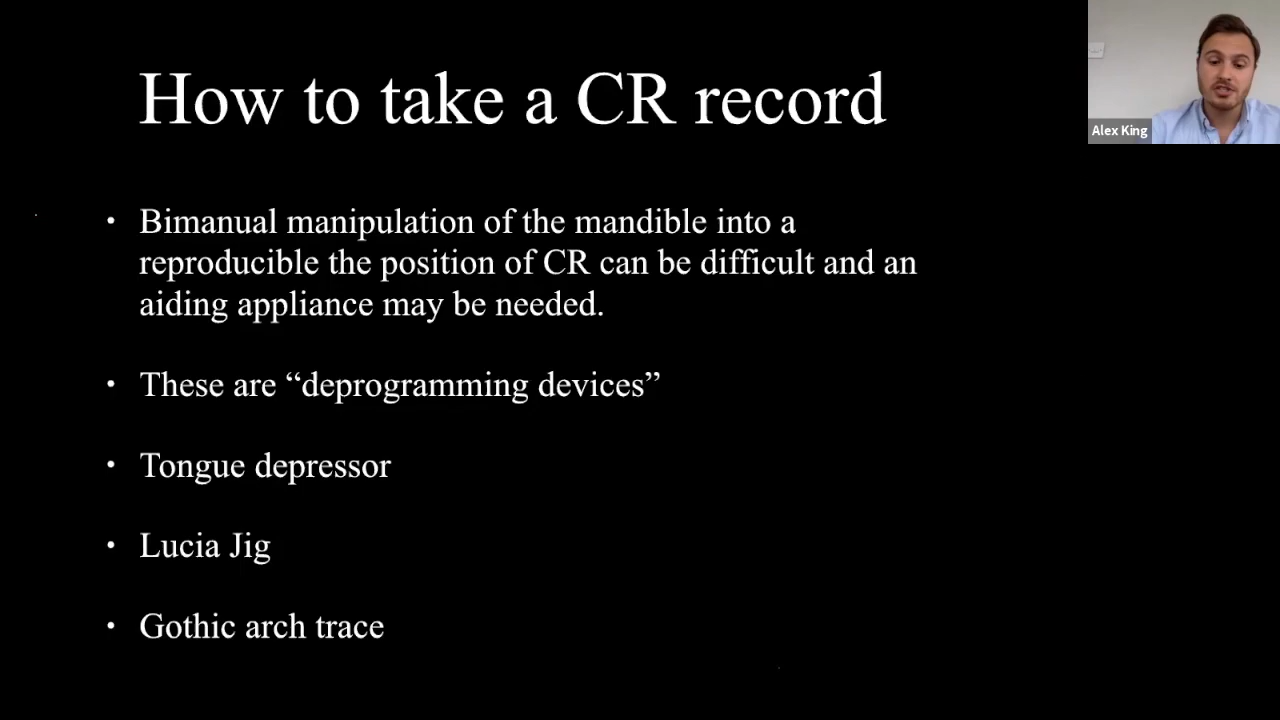 How to take a CR record
Alex King
• Bimanual manipulation of the mandible into a
reproducible the position of CR can be difficult and an
aiding appliance may be needed.
• These are “deprogramming devices”
• Tongue depressor
• Lucia Jig
• Gothic arch trace